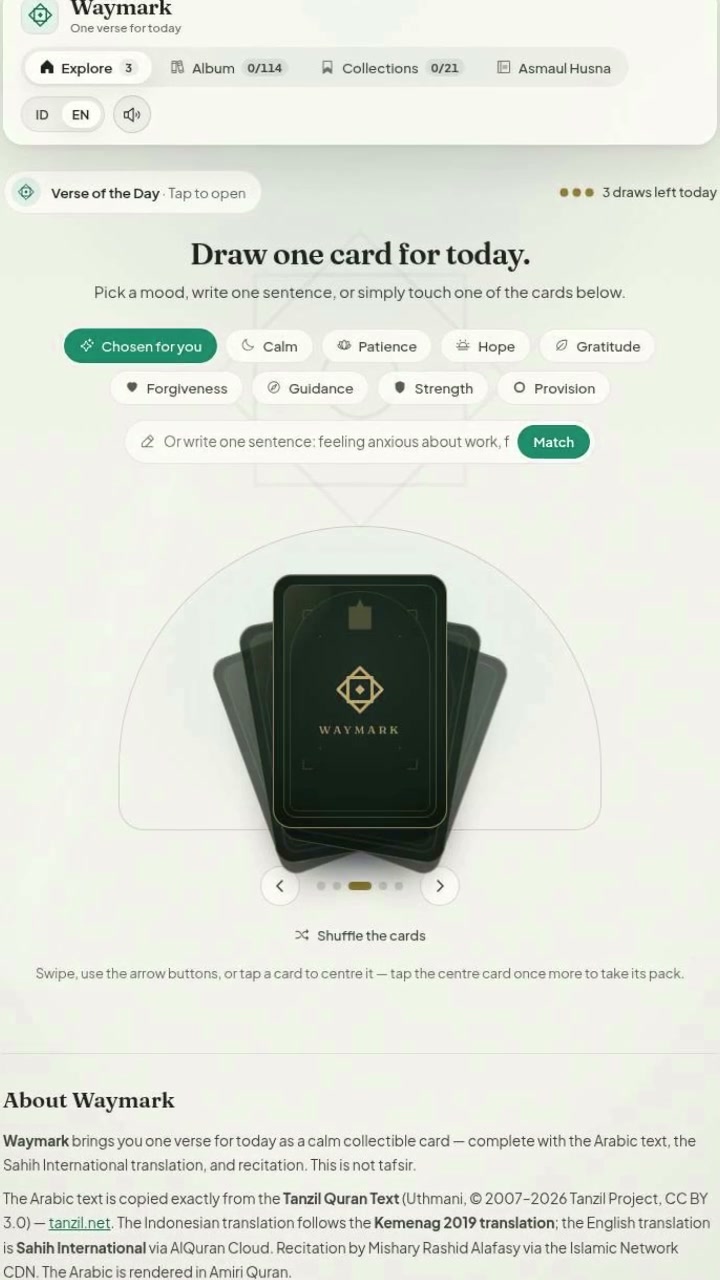 Waymark
One verse for today
Explore 3
Album 0/114
Collections 0/21
Asmaul Husna
ID EN
Verse of the Day · Tap to open
3 draws left today
Draw one card for today.
Pick a mood, write one sentence, or simply touch one of the cards below.
Chosen for you
Calm
Patience
Hope
Gratitude
Forgiveness
Guidance
Strength
Provision
Or write one sentence: feeling anxious about work, f
Match
WAYMARK
Shuffle the cards
Swipe, use the arrow buttons, or tap a card to centre it — tap the centre card once more to take its pack.
About Waymark
Waymark brings you one verse for today as a calm collectible card — complete with the Arabic text, the
Sahih International translation, and recitation. This is not tafsir.
The Arabic text is copied exactly from the Tanzil Quran Text (Uthmani, © 2007–2026 Tanzil Project, CC BY
3.0) — tanzil.net. The Indonesian translation follows the Kemenag 2019 translation; the English translation
is Sahih International via AlQuran Cloud. Recitation by Mishary Rashid Alafasy via the Islamic Network
CDN. The Arabic is rendered in Amiri Quran.